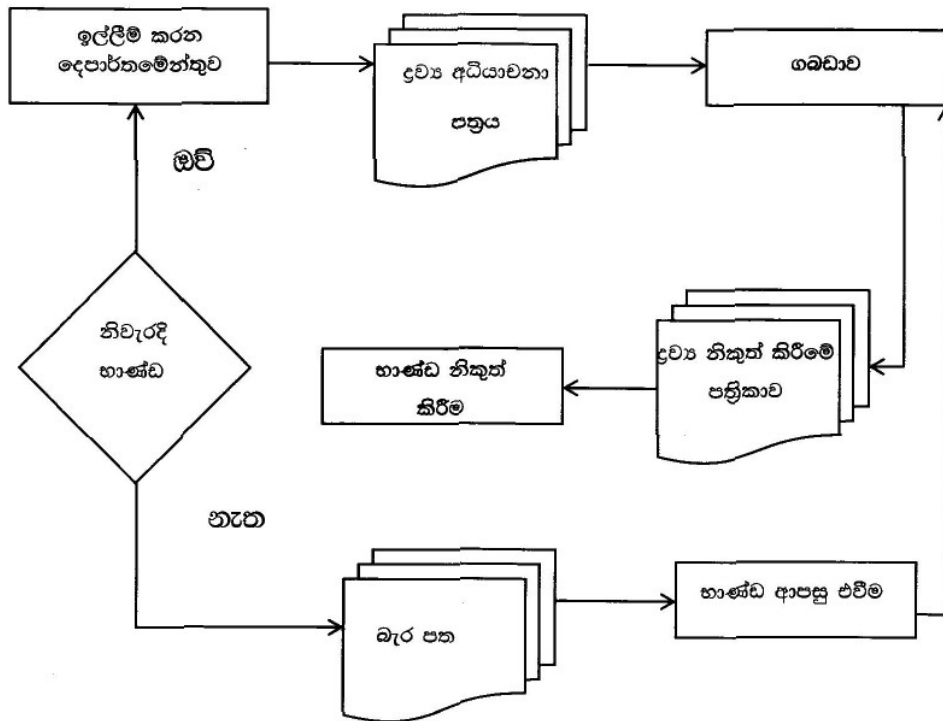 ඉල්ලීම් කරන
දෙපාර්තමේන්තුව
ද්‍රව්‍ය අධියාචනා
පත්‍රය
ගබඩාව
ඔව්
නිවැරදි
භාණ්ඩ
භාණ්ඩ නිකුත්
කිරීම
ද්‍රව්‍ය නිකුත් කිරීමේ
පත්‍රිකාව
නැත
බැර පත
භාණ්ඩ ආපසු එවීම